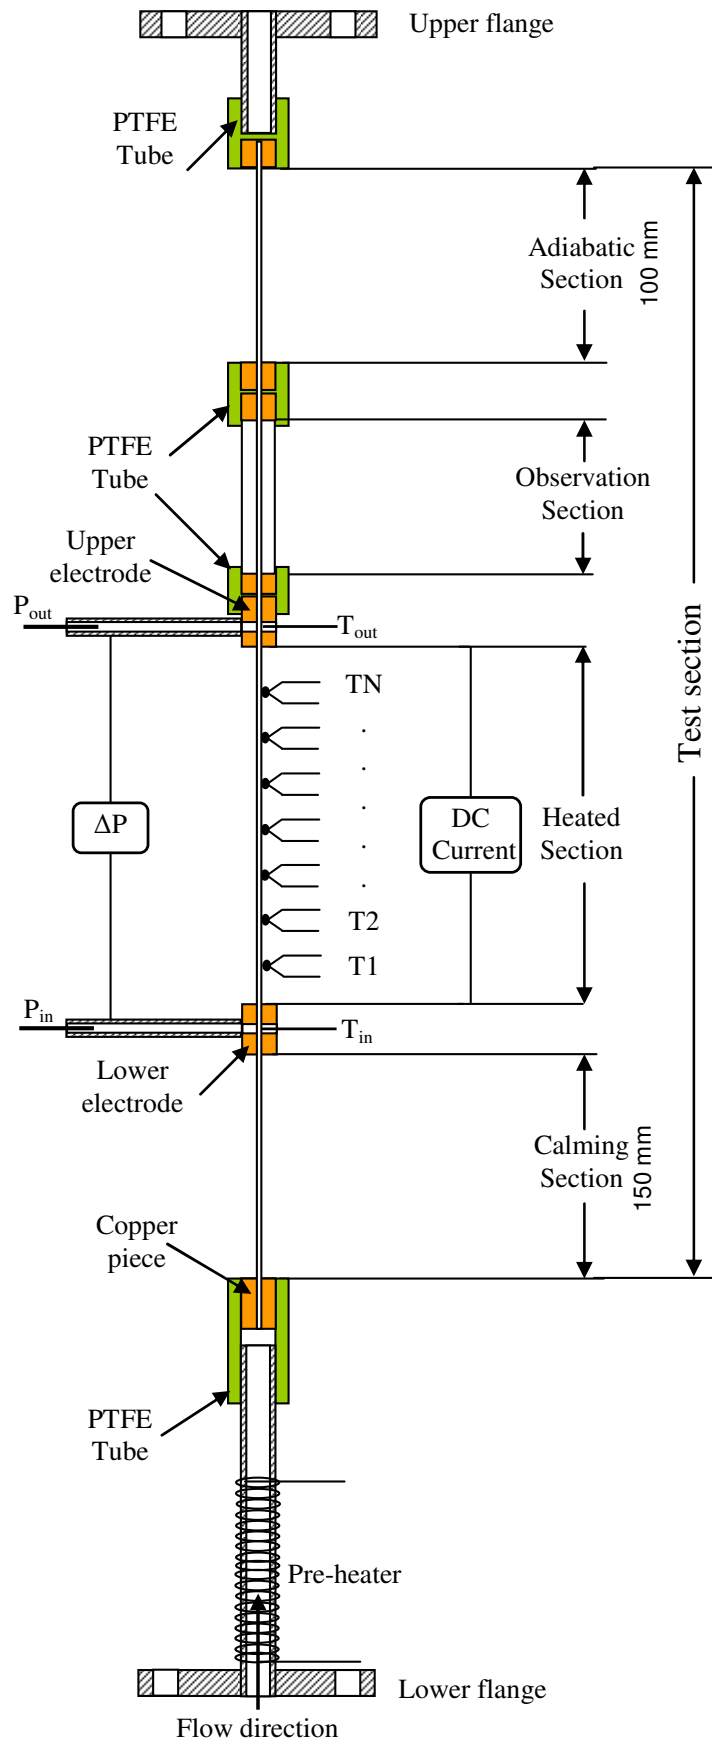 Upper flange
PTFE
Tube
Adiabatic
Section
100 mm
PTFE
Tube
Observation
Section
Upper
electrode
Pout
Tout
Test section
TN
.
.
.
.
.
ΔP
DC
Current
Heated
Section
T2
T1
Pin
Tin
Lower
electrode
Calming
Section
150 mm
Copper
piece
PTFE
Tube
Pre-heater
Lower flange
Flow direction